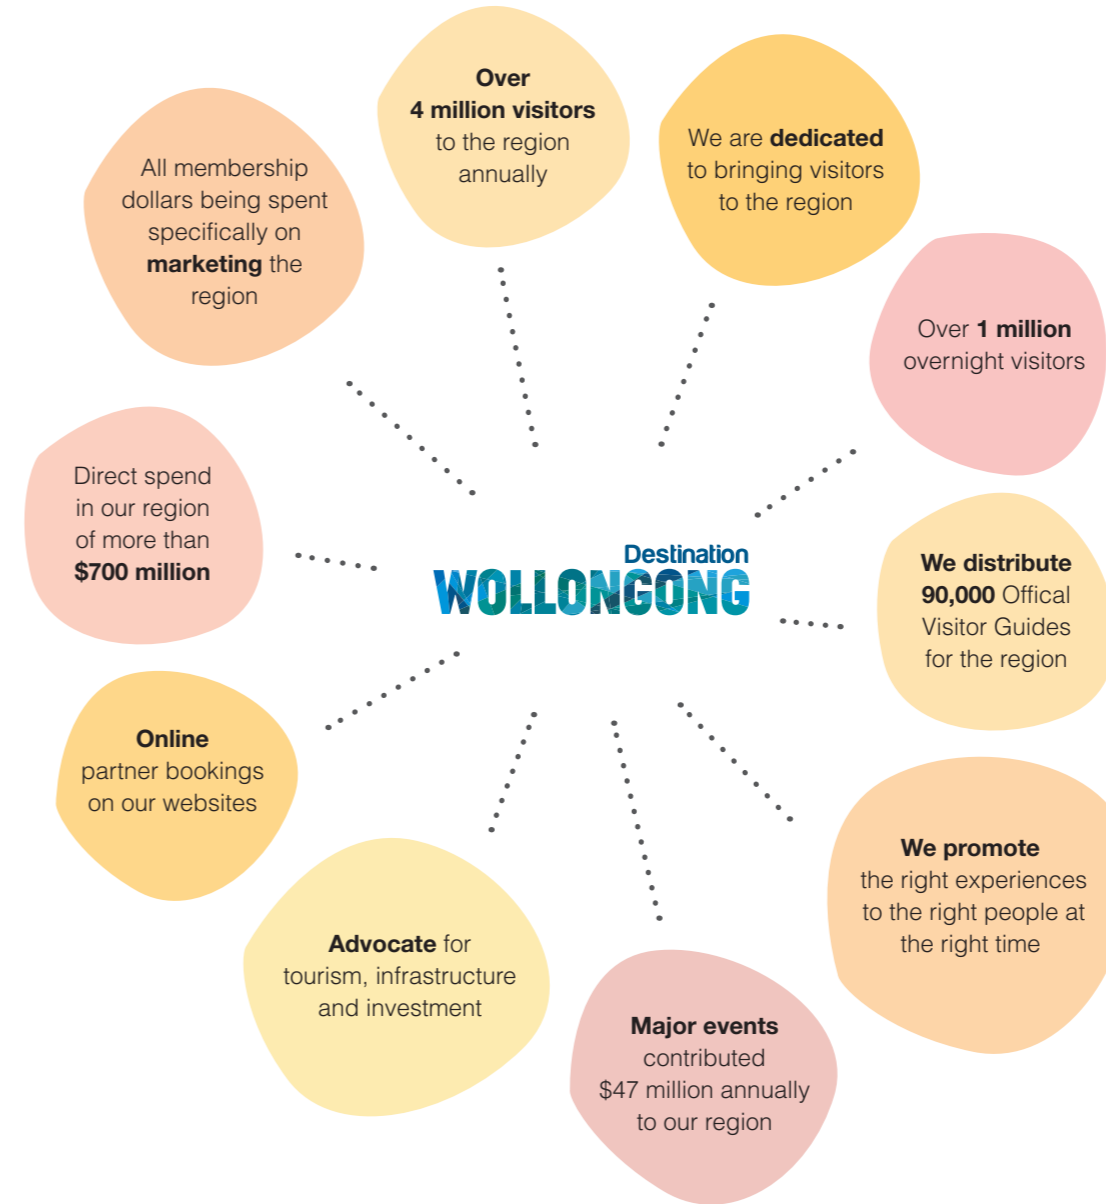 Over
4 million visitors
to the region
annually
We are dedicated
to bringing visitors
to the region
Over 1 million
overnight visitors
We distribute
90,000 Offical
Visitor Guides
for the region
We promote
the right experiences
to the right people at
the right time
Major events
contributed
$47 million annually
to our region
Advocate for
tourism, infrastructure
and investment
Online
partner bookings
on our websites
Direct spend
in our region
of more than
$700 million
All membership
dollars being spent
specifically on
marketing the
region
Destination
WOLLONGONG